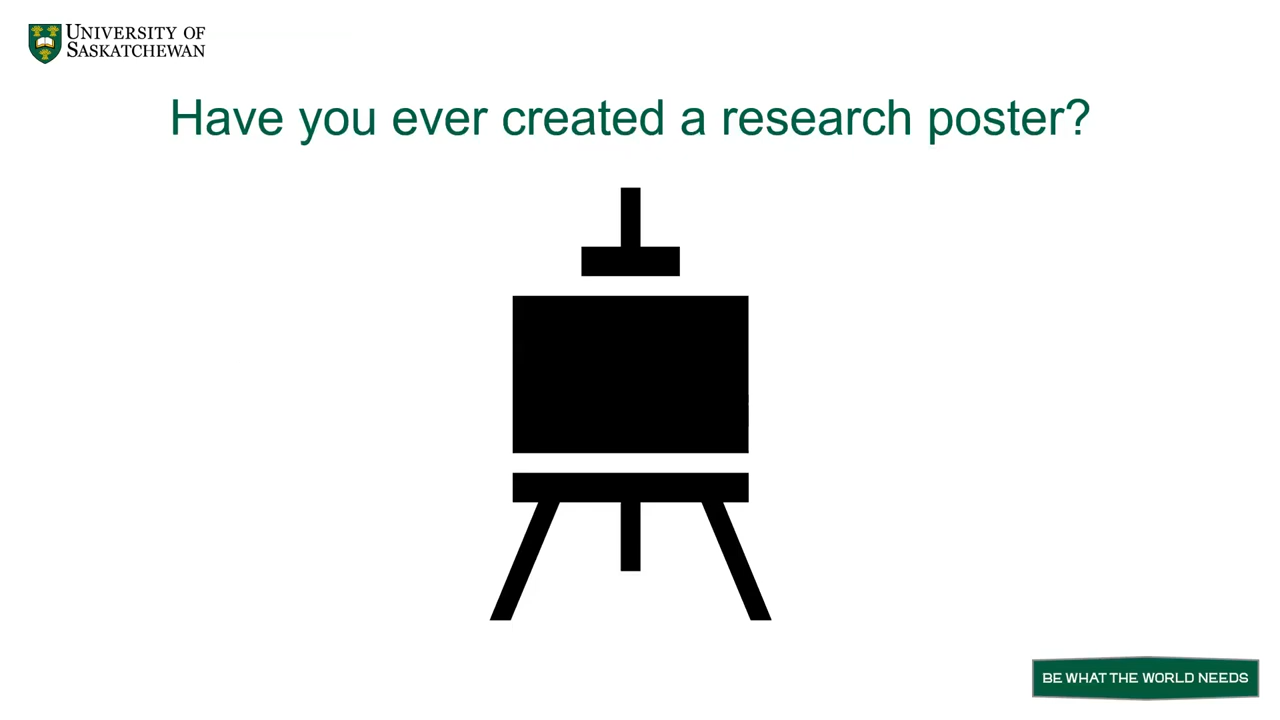 UNIVERSITY OF
SASKATCHEWAN
Have you ever created a research poster?
BE WHAT THE WORLD NEEDS